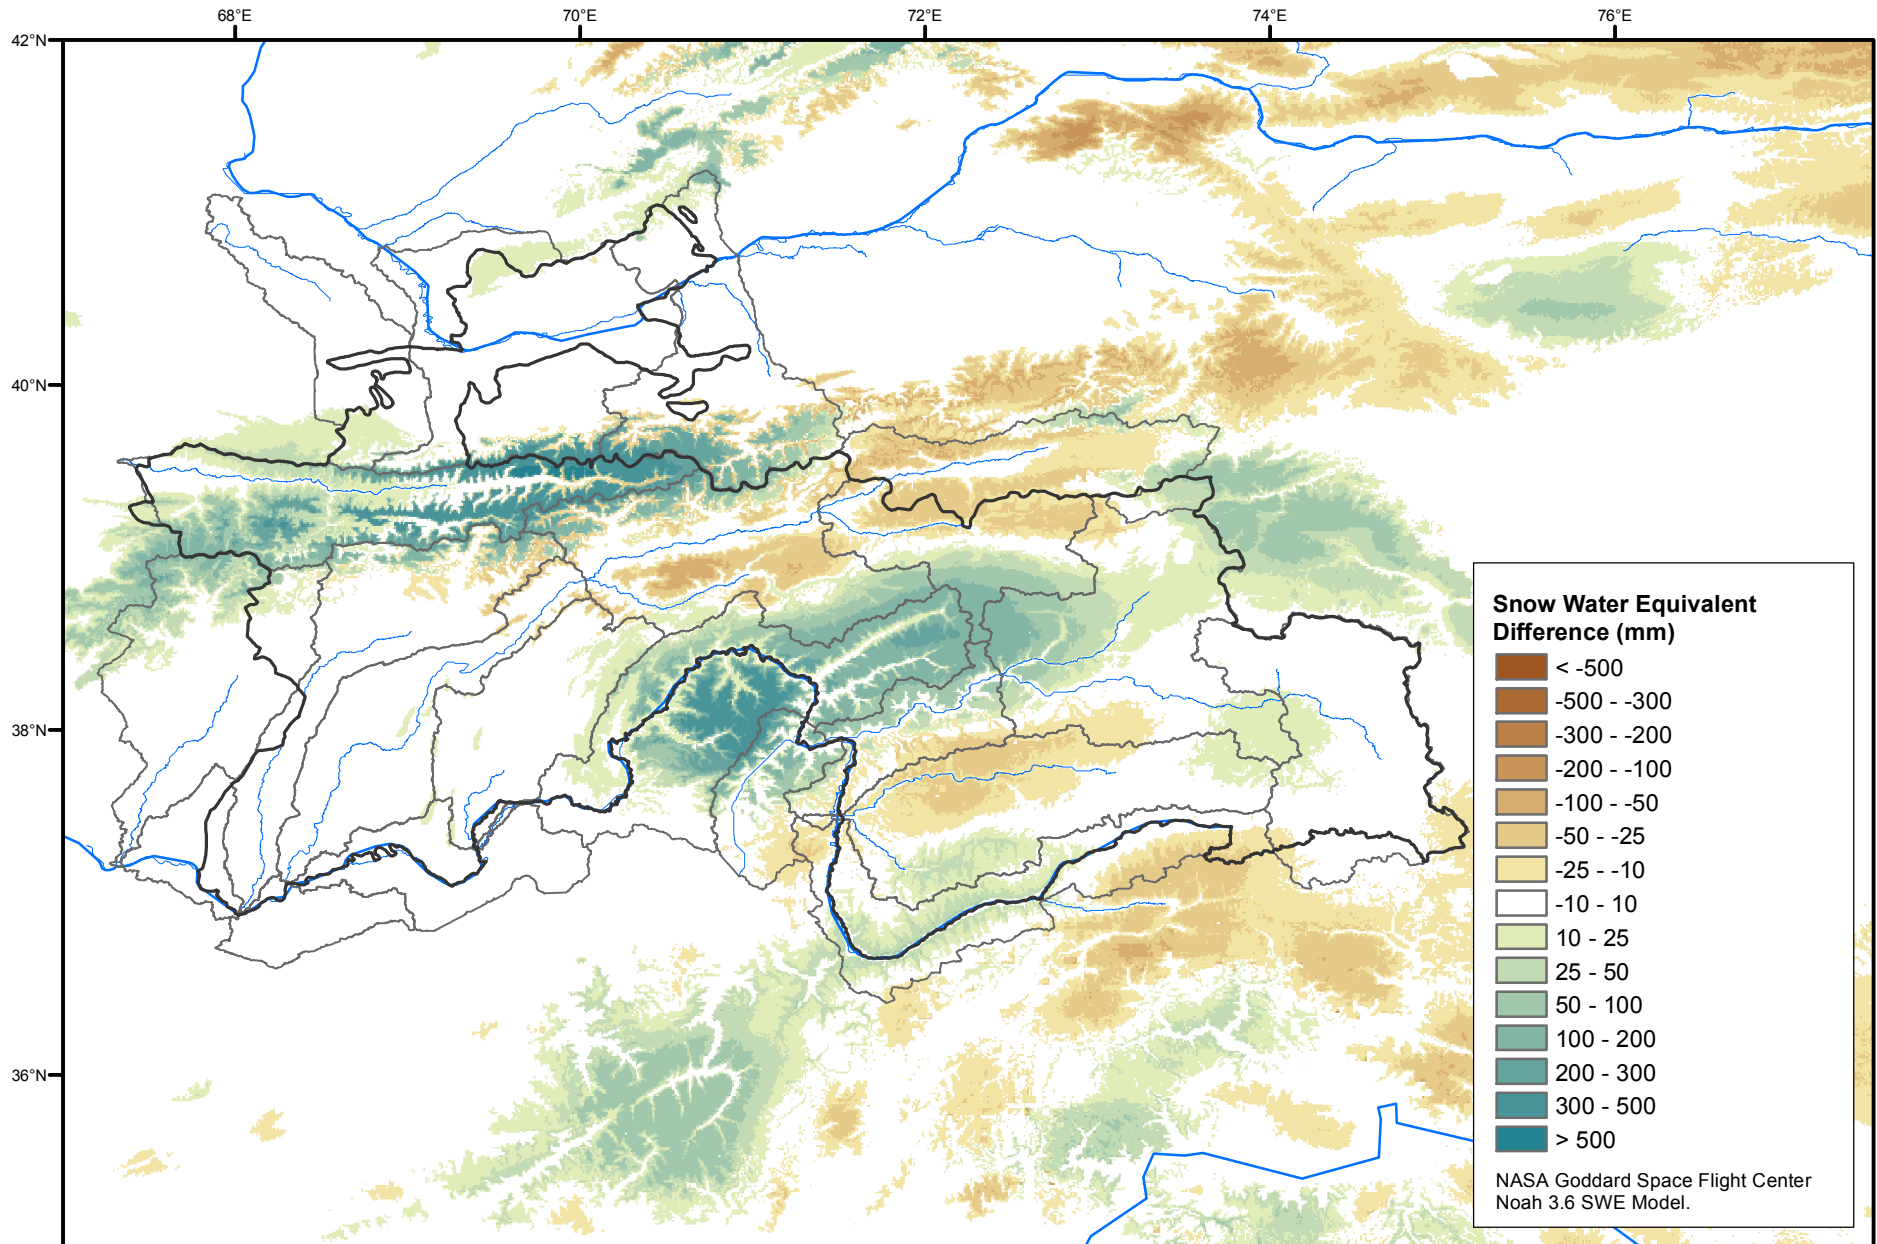 68°E 70°E 72°E 74°E 76°E
42°N
40°N
38°N
36°N
Snow Water Equivalent
Difference (mm)
< -500
-500 - -300
-300 - -200
-200 - -100
-100 - -50
-50 - -25
-25 - -10
-10 - 10
10 - 25
25 - 50
50 - 100
100 - 200
200 - 300
300 - 500
> 500
NASA Goddard Space Flight Center
Noah 3.6 SWE Model.